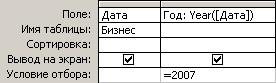 Поле: Дата Год: Year([Дата])
Имя таблицы: Бизнес
Сортировка:
Вывод на экран:
Условие отбора: =2007